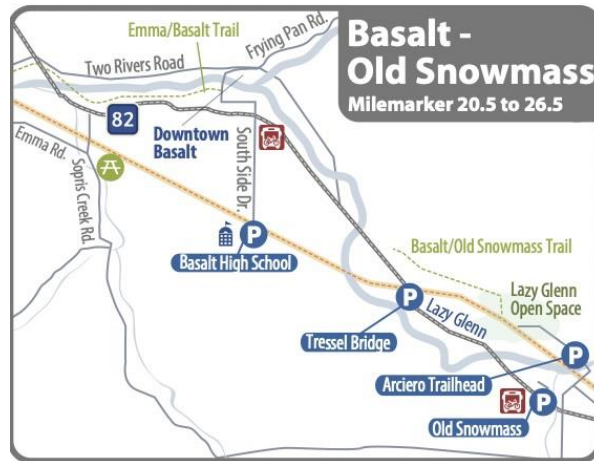 Basalt -
Old Snowmass
Milemarker 20.5 to 26.5
Emma/Basalt Trail
Frying Pan Rd.
Two Rivers Road
82
Downtown
Basalt
Emma Rd.
Sopris Creek Rd.
South Side Dr.
P
Basalt High School
Basalt/Old Snowmass Trail
Lazy Glenn
Open Space
P
Lazy Glenn
Tressel Bridge
P
Arciero Trailhead
P
Old Snowmass